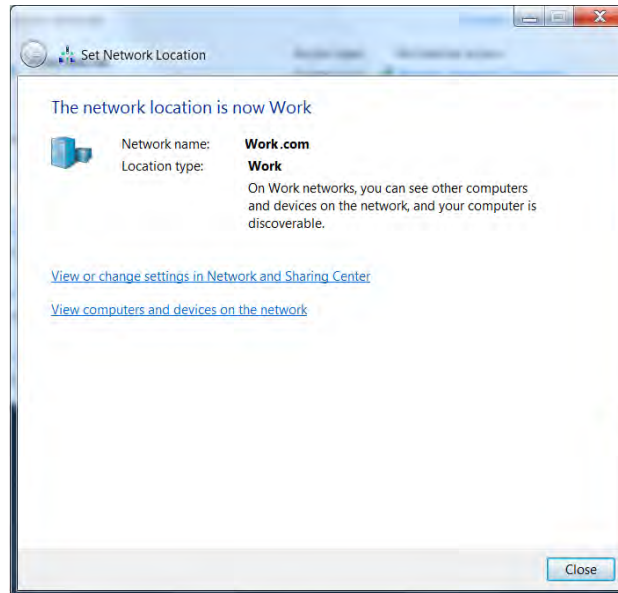 Set Network Location
The network location is now Work
Network name: Work.com
Location type: Work
On Work networks, you can see other computers
and devices on the network, and your computer is
discoverable.
View or change settings in Network and Sharing Center
View computers and devices on the network
Close